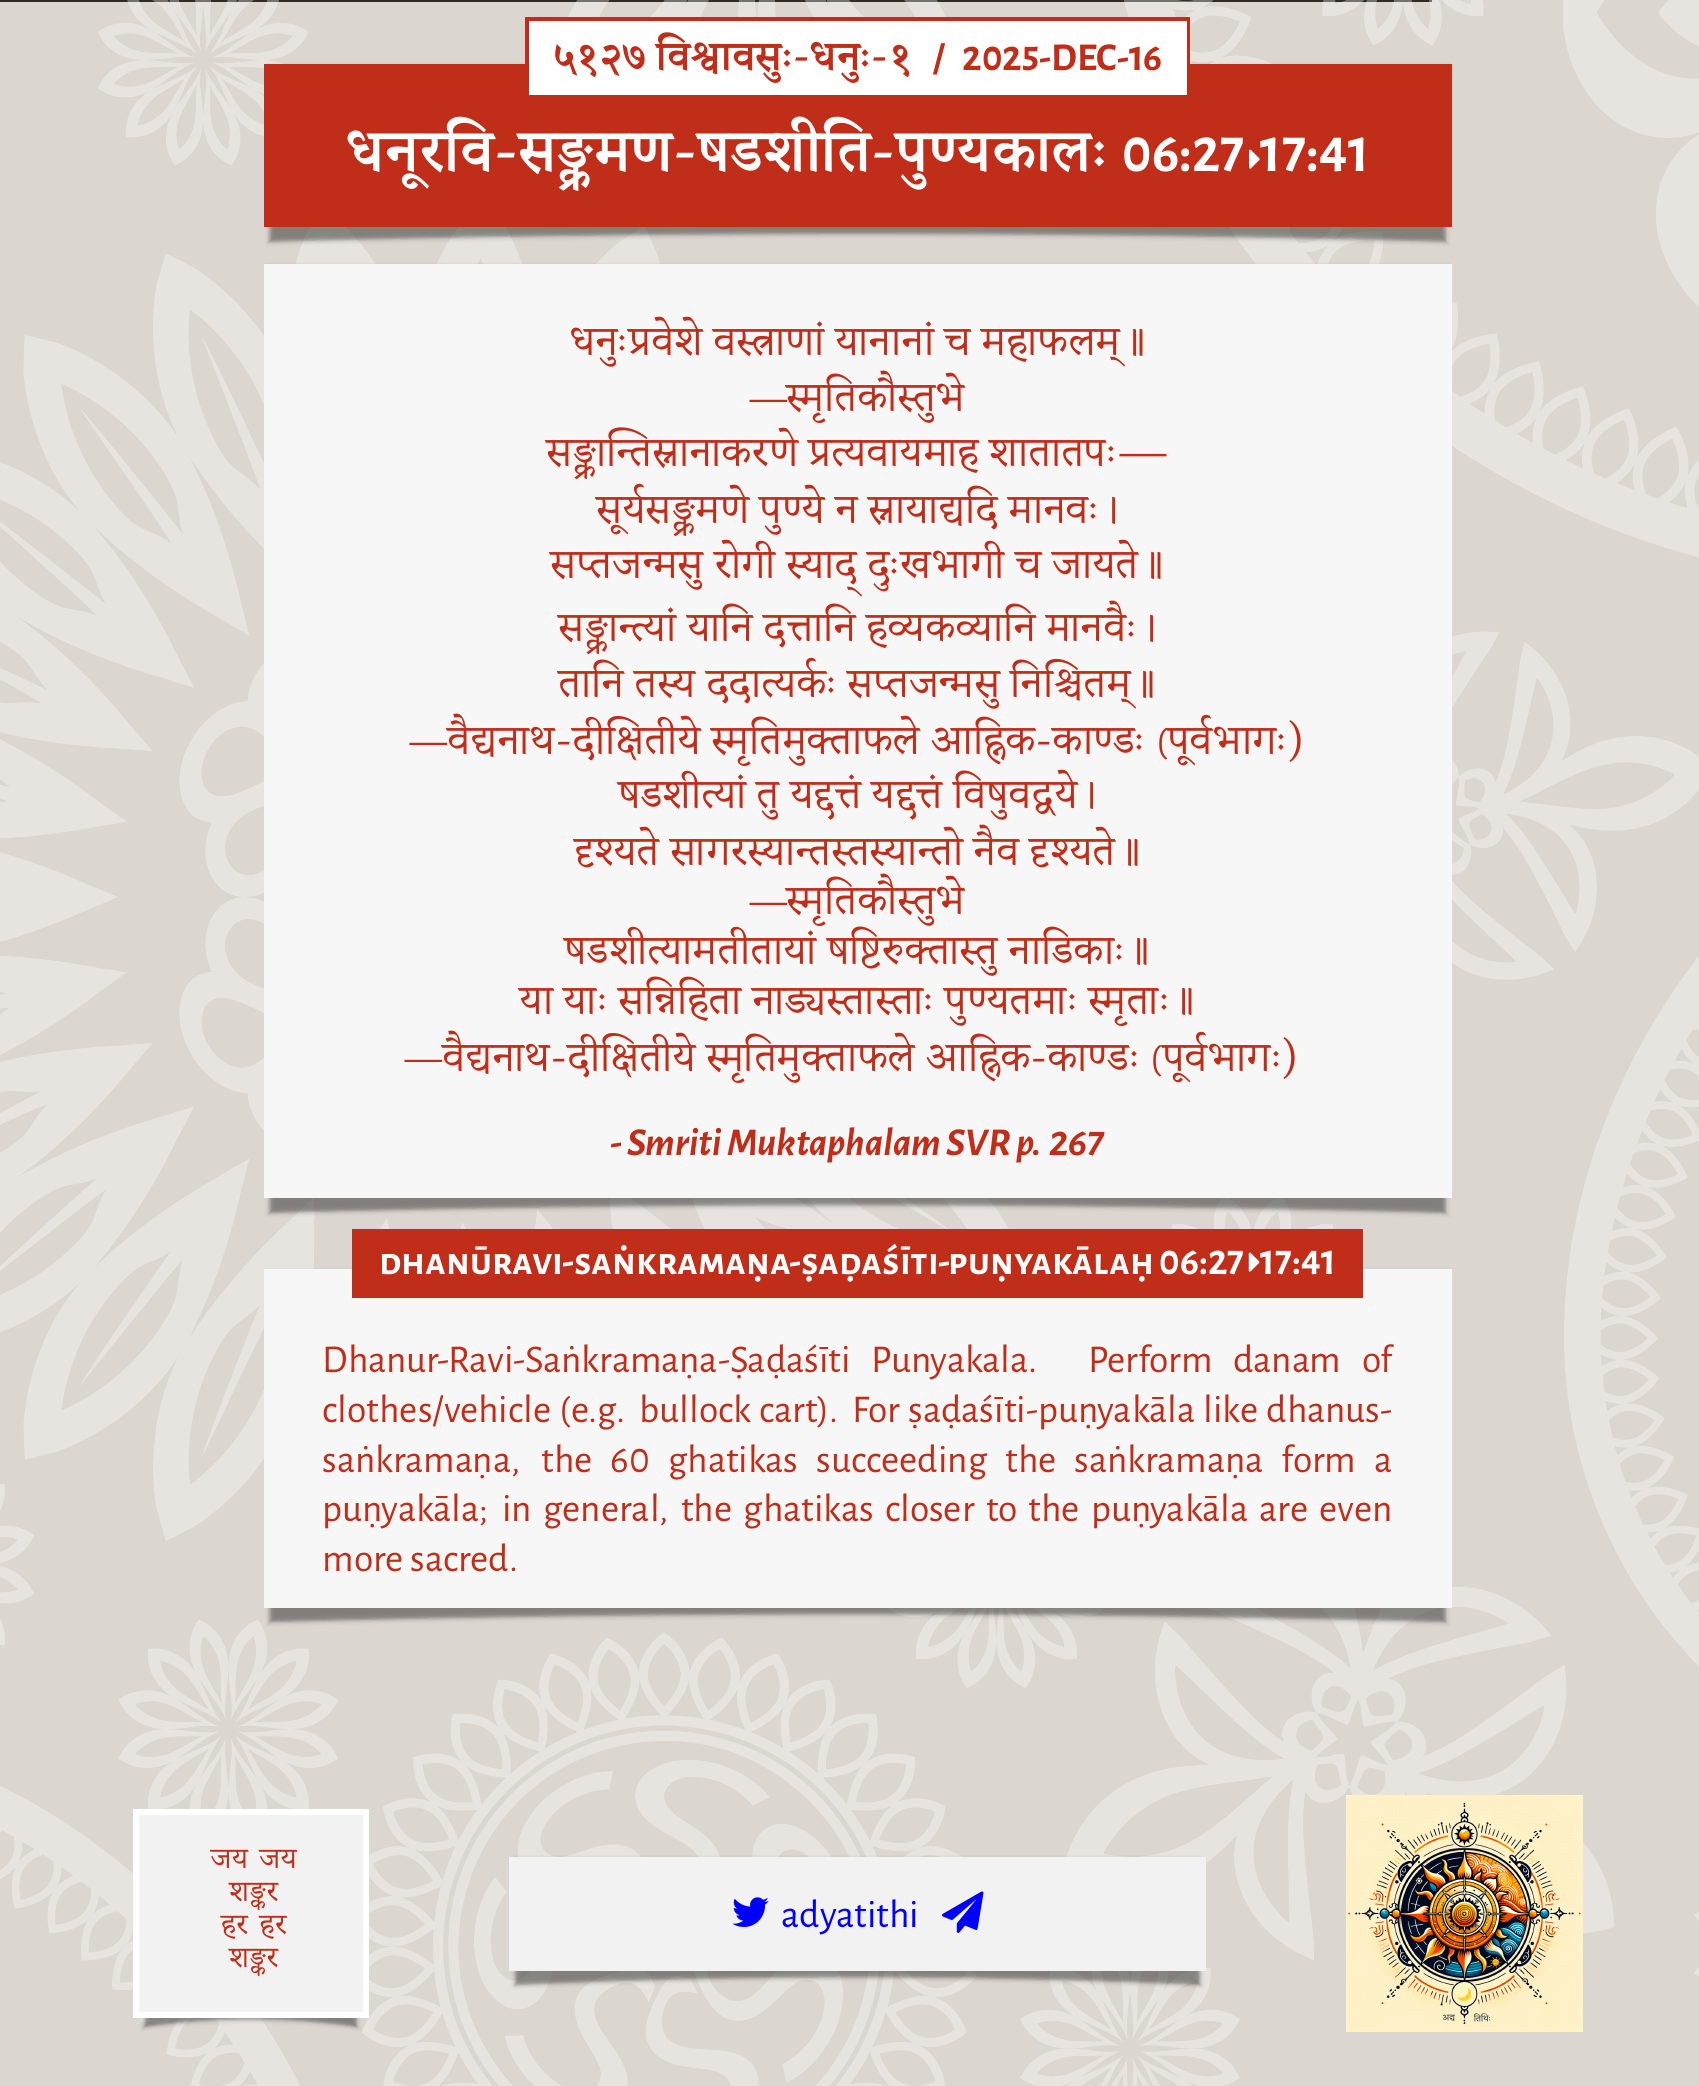 ५१२७ विश्वावसुः-धनुः-१ / 2025-DEC-16
धनूरवि-सङ्क्रमण-षडशीति-पुण्यकालः 06:27▸17:41
धनुःप्रवेशे वस्त्राणां यानानां च महाफलम्॥
—स्मृतिकौस्तुभे
सङ्क्रान्तिस्नानाकरणे प्रत्यवायमाह शातातपः—
सूर्यसङ्क्रमणे पुण्ये न स्नायाद्यदि मानवः।
सप्तजन्मसु रोगी स्याद् दुःखभागी च जायते॥
सङ्क्रान्त्यां यानि दत्तानि हव्यकव्यानि मानवैः।
तानि तस्य ददात्यर्कः सप्तजन्मसु निश्चितम्॥
—वैद्यनाथ-दीक्षितीये स्मृतिमुक्ताफले आह्निक-काण्डः (पूर्वभागः)
षडशीत्यां तु यद्दत्तं यद्दत्तं विषुवद्वये।
दृश्यते सागरस्यान्तस्तस्यान्तो नैव दृश्यते॥
—स्मृतिकौस्तुभे
षडशीत्यामतीतायां षष्टिरुक्तास्तु नाडिकाः॥
या याः सन्निहिता नाड्यस्तास्ताः पुण्यतमाः स्मृताः॥
—वैद्यनाथ-दीक्षितीये स्मृतिमुक्ताफले आह्निक-काण्डः (पूर्वभागः)
- Smriti Muktaphalam SVR p. 267
DHANŪRAVI-SAṄKRAMAṆA-ṢAḌAŚĪTI-PUṆYAKĀLAḤ 06:27▸17:41
Dhanur-Ravi-Saṅkramaṇa-Ṣaḍaśīti Punyakala. Perform danam of
clothes/vehicle (e.g. bullock cart). For ṣaḍaśīti-puṇyakāla like dhanus-
saṅkramaṇa, the 60 ghatikas succeeding the saṅkramaṇa form a
puṇyakāla; in general, the ghatikas closer to the puṇyakāla are even
more sacred.
जय जय
शङ्कर
हर हर
शङ्कर
adyatithi
अद्य तिथिः